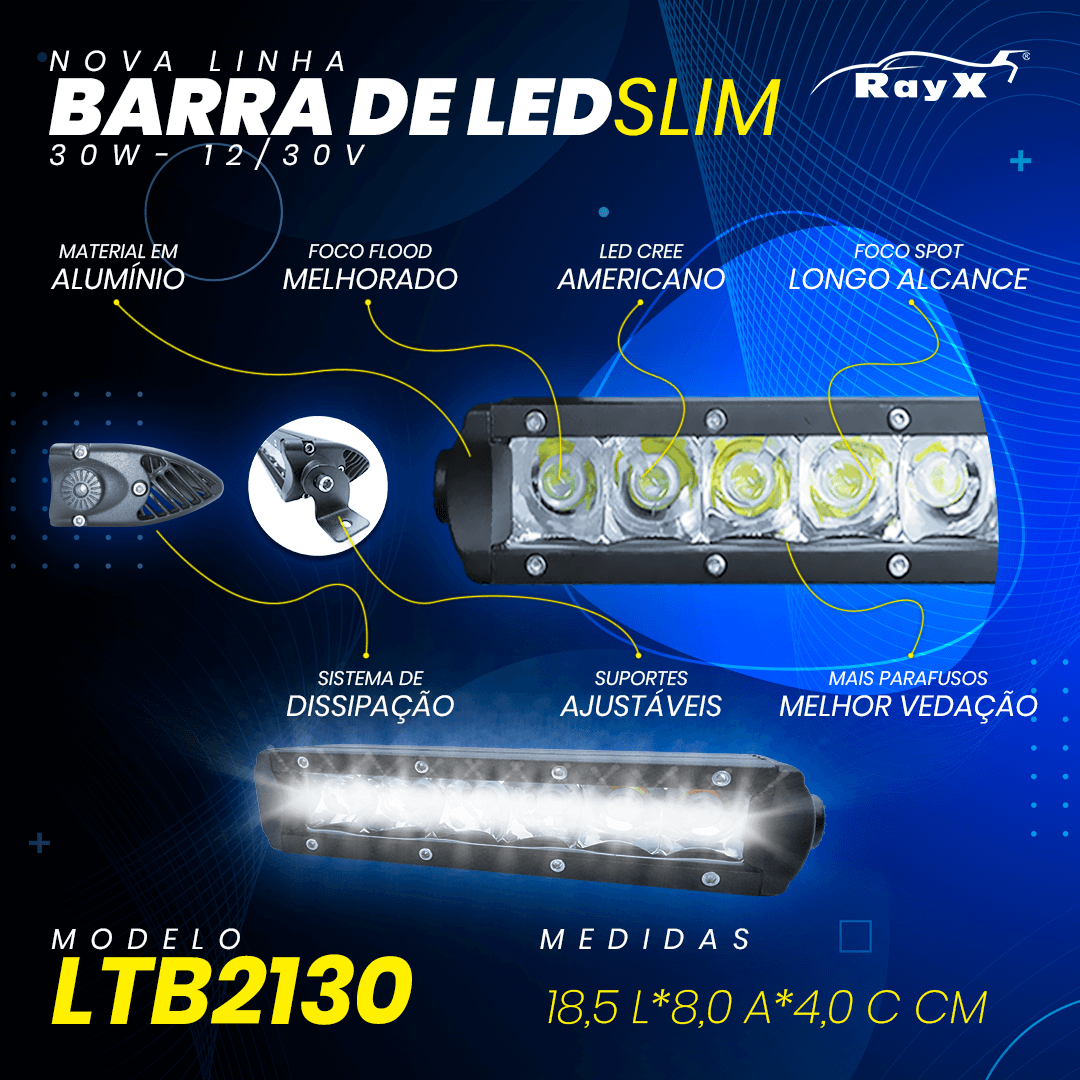 NOVA LINHA
BARRA DE LED SLIM
30W- 12/30V
RayX®
MATERIAL EM
ALUMÍNIO
FOCO FLOOD
MELHORADO
LED CREE
AMERICANO
FOCO SPOT
LONGO ALCANCE
SISTEMA DE
DISSIPAÇÃO
SUPORTES
AJUSTÁVEIS
MAIS PARAFUSOS
MELHOR VEDAÇÃO
MODELO
LTB2130
MEDIDAS
18,5 L*8,0 A*4,0 C CM